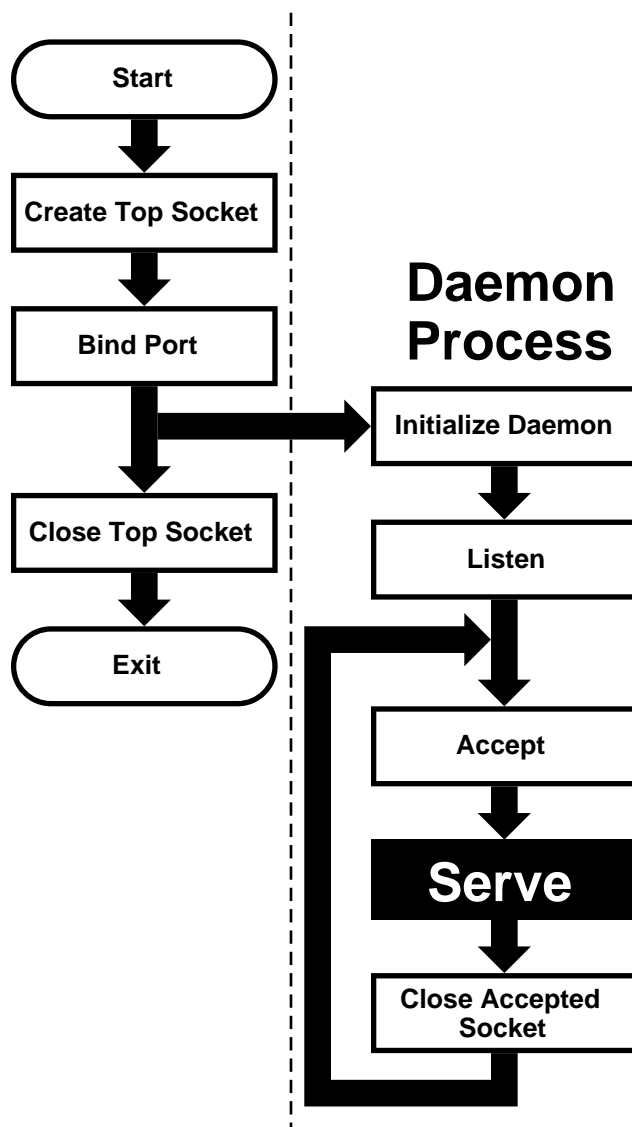 Start
Create Top Socket
Bind Port
Close Top Socket
Exit
Daemon
Process
Initialize Daemon
Listen
Accept
Serve
Close Accepted
Socket